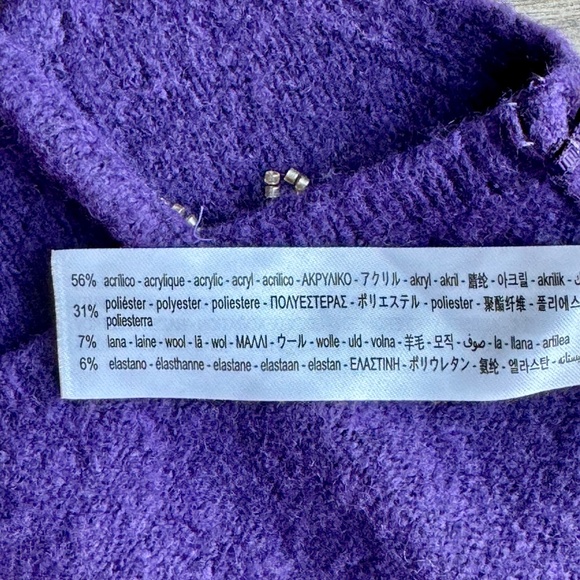 56% acrílico - acrylique - acrylic - acryl - acrilico - ΑΚΡΥΛΙΚΟ - アクリル - akryl - akril - 腈纶 - 아크릴 - akrilik -
31% poliéster - polyester - poliestere - ΠΟΛΥΕΣΤΕΡΑΣ - ポリエステル - poliester - 聚酯纤维 - 폴리에스
poliesterra
7% lana - laine - wool - lã - wol - ΜΑΛΛΙ - ウール - wolle - uld - volna - 羊毛 - 모직 - صوف - la - llana - artilea
6% elastano - élasthanne - elastane - elastaan - elastan - ΕΛΑΣΤΙΝΗ - ポリウレタン - 氨纶 - 엘라스탄 -